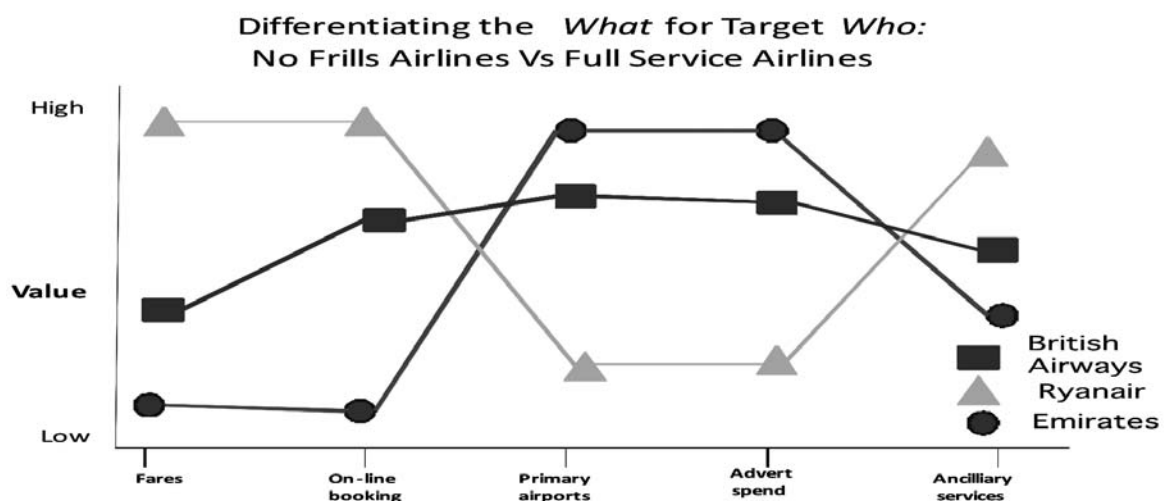 Differentiating the What for Target Who:
No Frills Airlines Vs Full Service Airlines
High
Value
Low
British
Airways
Ryanair
Emirates
Fares
On-line
booking
Primary
airports
Advert
spend
Ancilliary
services